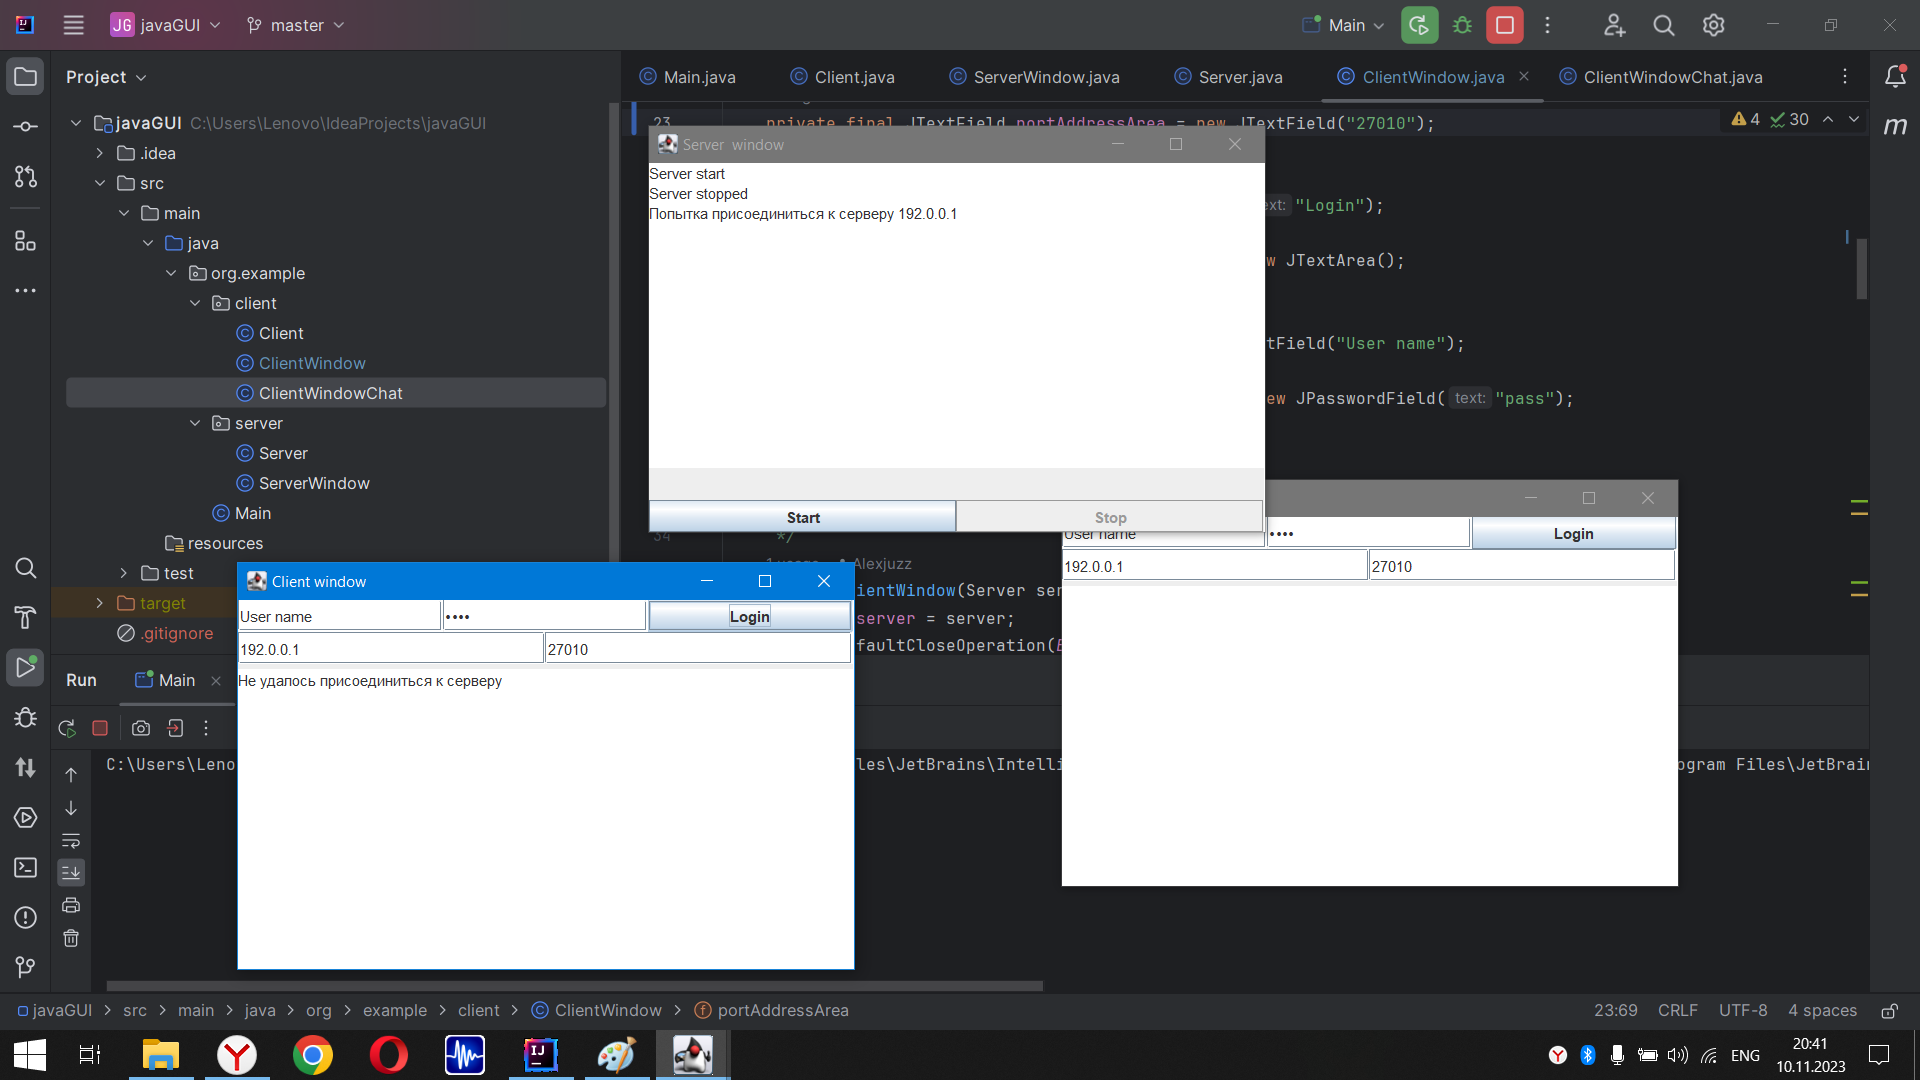 JG javaGUI
master
Main
Project
Main.java
Client.java
ServerWindow.java
Server.java
ClientWindow.java
ClientWindowChat.java
javaGUI C:\Users\Lenovo\IdeaProjects\javaGUI
.idea
src
main
java
org.example
client
Client
ClientWindow
ClientWindowChat
server
Server
ServerWindow
Main
resources
test
target
.gitignore
23 private final JTextField portAddressArea = new JTextField("27010");
4 30
"Login");
w JTextArea();
tField("User name");
ew JPasswordField( text: "pass");
34 */
Alexjuzz
ientWindow(Server ser
server = server;
faultCloseOperation(
Server window
Server start
Server stopped
Попытка присоединиться к серверу 192.0.0.1
Start
Stop
User name
••••
Login
192.0.0.1
27010
Client window
User name
••••
Login
192.0.0.1
27010
Не удалось присоединиться к серверу
Run
Main
C:\Users\Leno
les\JetBrains\Intelli
ogram Files\JetBrain
javaGUI > src > main > java > org > example > client > ClientWindow > portAddressArea
23:69 CRLF UTF-8 4 spaces
ENG
20:41
10.11.2023